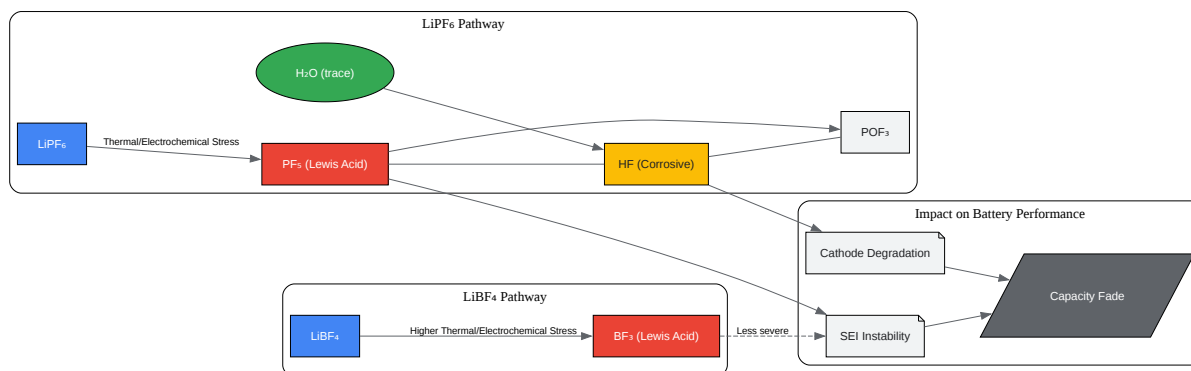 LiPF₆ Pathway
H₂O (trace)
LiPF₆
Thermal/Electrochemical Stress
PF₅ (Lewis Acid)
HF (Corrosive)
POF₃
Impact on Battery Performance
Cathode Degradation
Capacity Fade
SEI Instability
LiBF₄ Pathway
LiBF₄
Higher Thermal/Electrochemical Stress
BF₃ (Lewis Acid)
Less severe